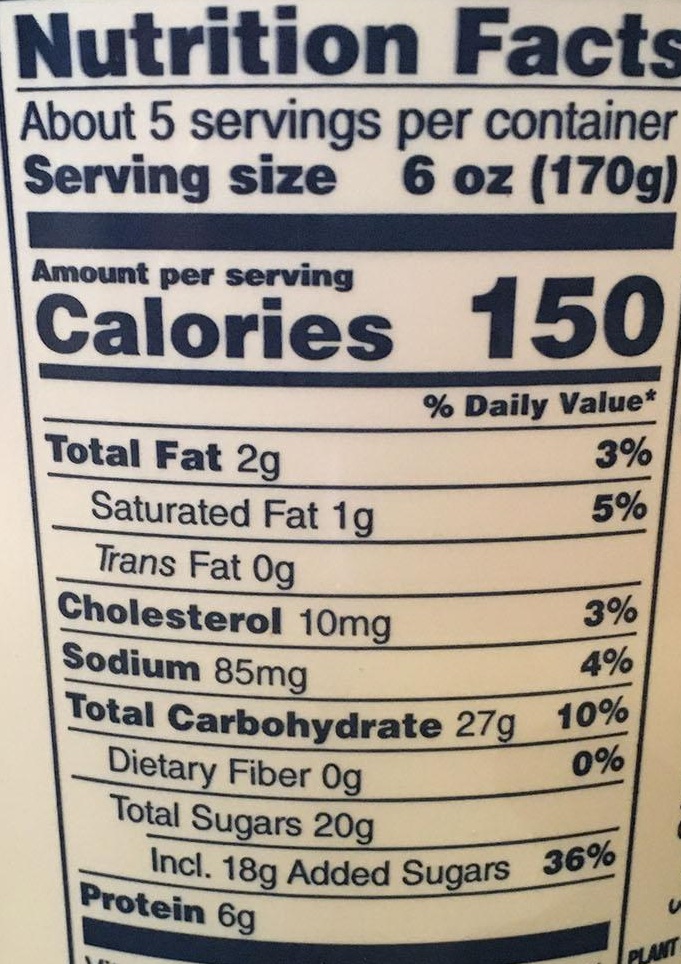 Nutrition Facts
About 5 servings per container
Serving size 6 oz (170g)
Amount per serving
Calories 150
% Daily Value*
Total Fat 2g 3%
Saturated Fat 1g 5%
Trans Fat 0g
Cholesterol 10mg 3%
Sodium 85mg 4%
Total Carbohydrate 27g 10%
Dietary Fiber 0g 0%
Total Sugars 20g
Incl. 18g Added Sugars 36%
Protein 6g
PLANT